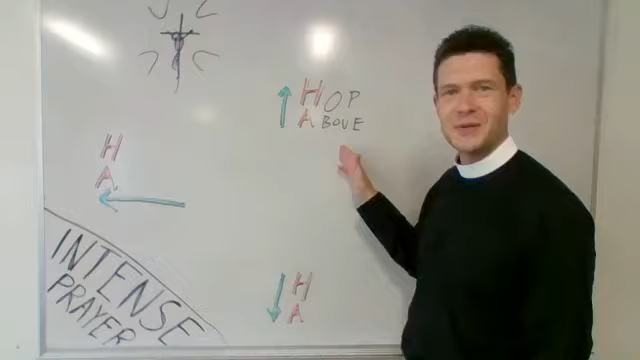 HOP
ABOVE
H
A
H
A
INTENSE
PRAYER